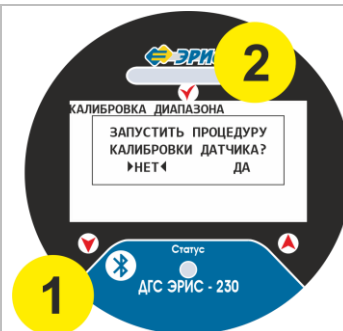 ЭРИС
2
КАЛИБРОВКА ДИАПАЗОНА
ЗАПУСТИТЬ ПРОЦЕДУРУ
КАЛИБРОВКИ ДАТЧИКА?
НЕТ ДА
Статус
1
ДГС ЭРИС - 230